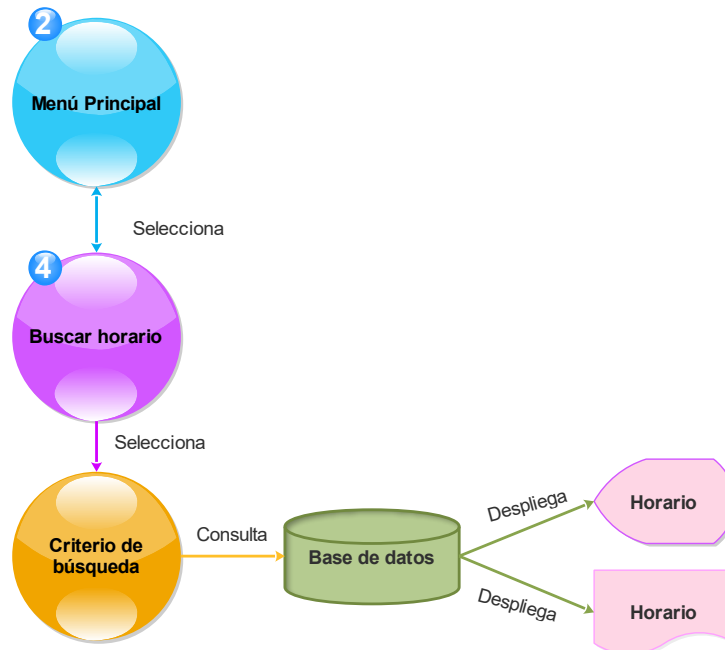 2
Menú Principal
Selecciona
4
Buscar horario
Selecciona
Criterio de
búsqueda
Consulta
Base de datos
Despliega
Horario
Despliega
Horario